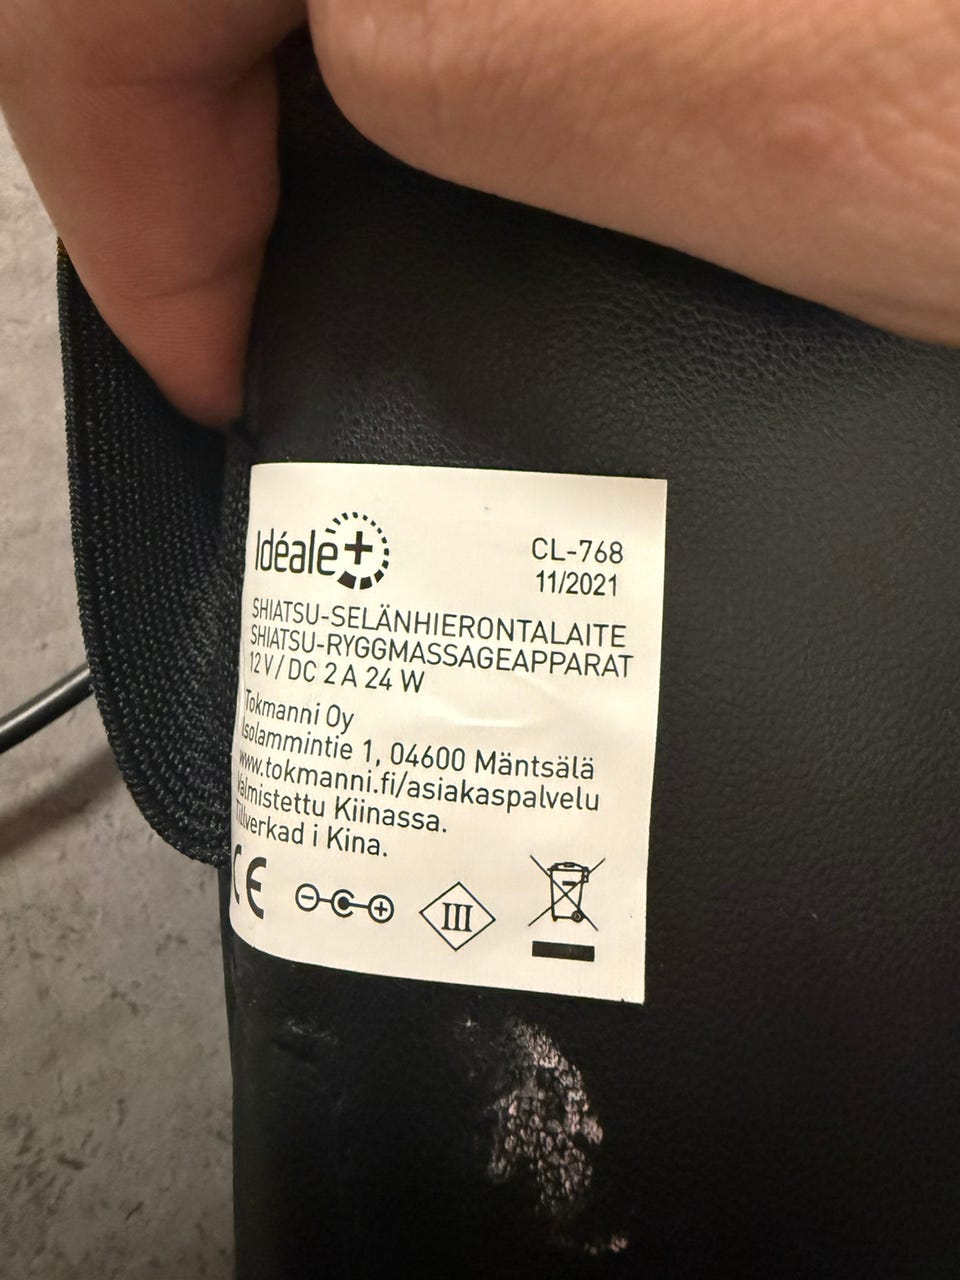 Idéale+
CL-768
11/2021
SHIATSU-SELÄNHIERONTALAITE
SHIATSU-RYGGMASSAGEAPPARAT
12 V / DC 2 A 24 W
Tokmanni Oy
Isolammintie 1, 04600 Mäntsälä
www.tokmanni.fi/asiakaspalvelu
Valmistettu Kiinassa.
Tillverkad i Kina.
CE
III